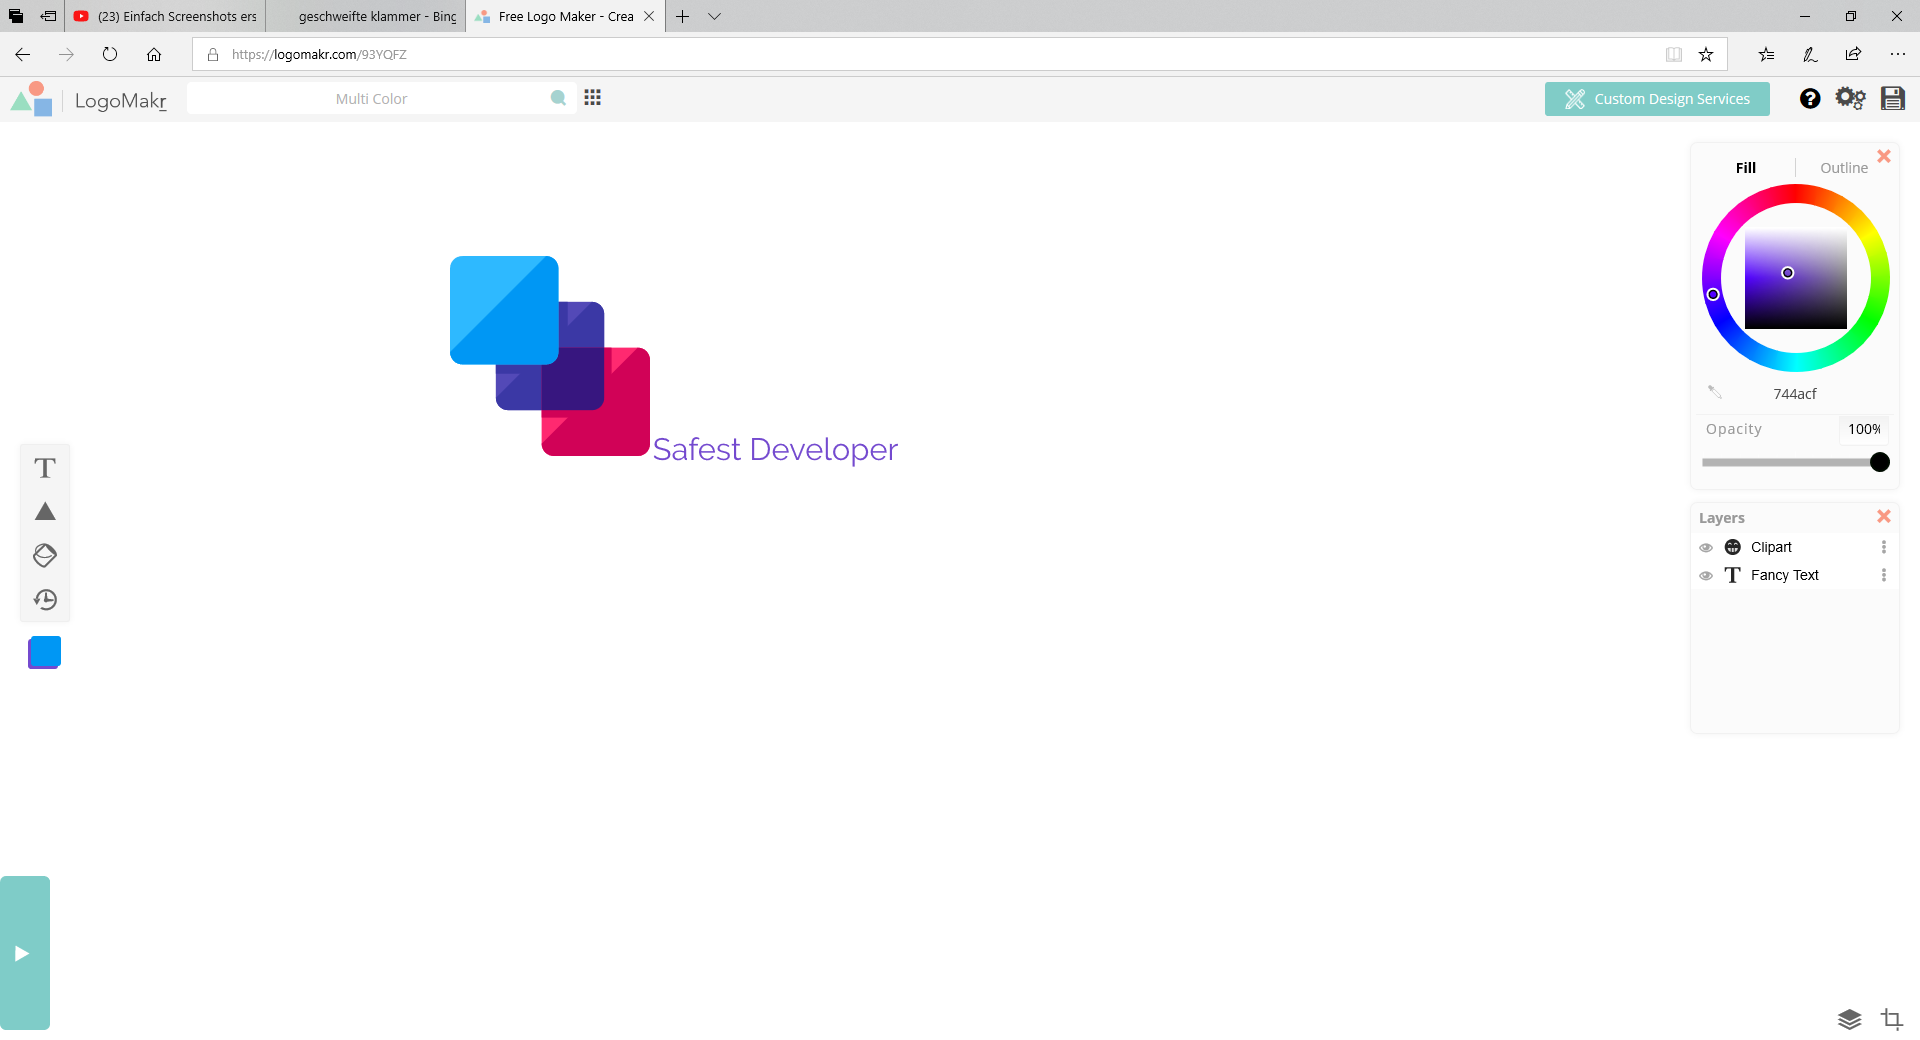 (23) Einfach Screenshots ers
geschweifte klammer - Bing
Free Logo Maker - Crea
https://logomakr.com/93YQFZ
LogoMakr
Multi Color
Custom Design Services
Fill
Outline
744acf
Opacity
100%
Safest Developer
T
Layers
Clipart
T Fancy Text